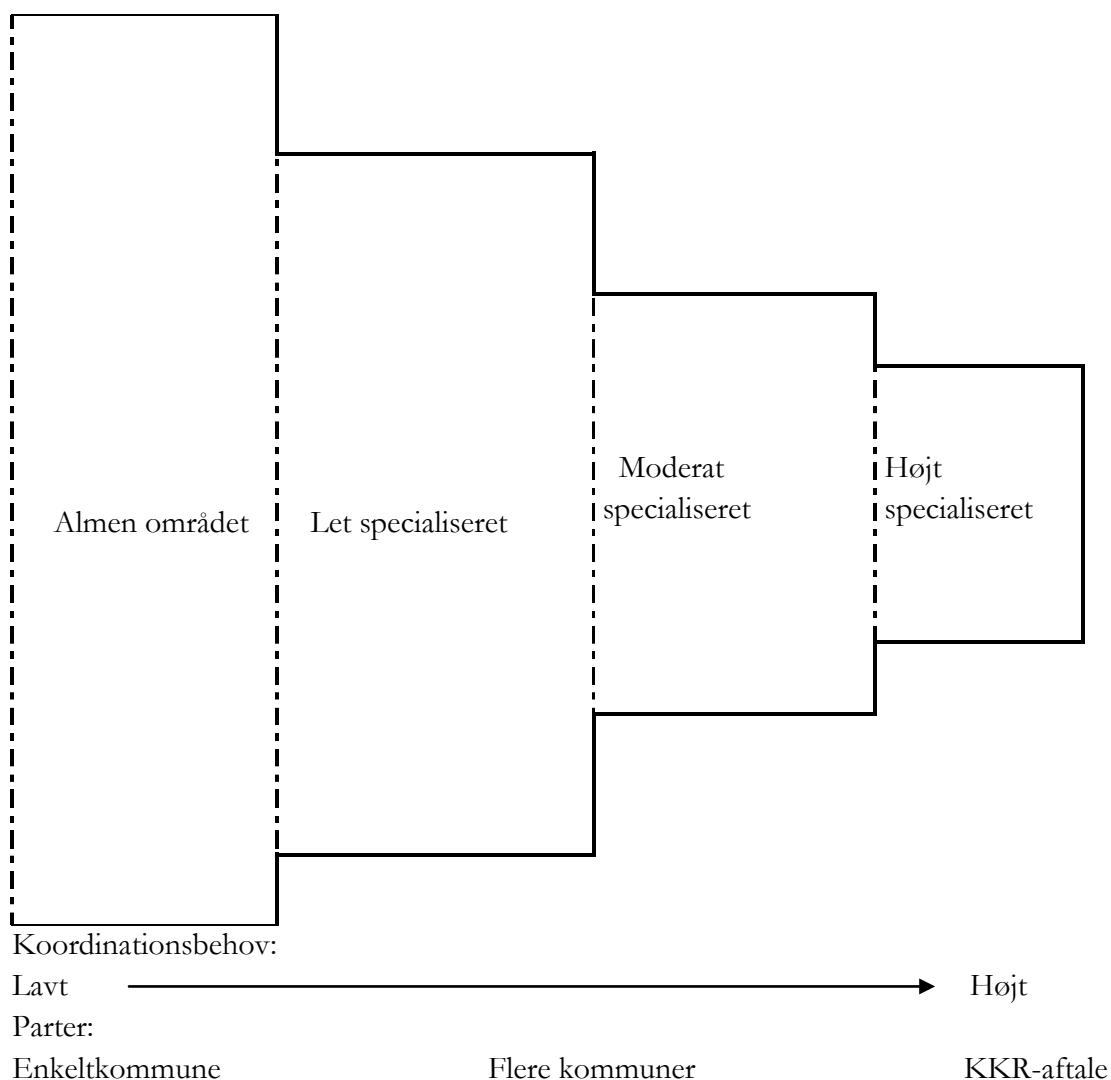 Almen området
Let specialiseret
Moderat
specialiseret
Højt
specialiseret
Koordinationsbehov:
Lavt Højt
Parter:
Enkeltkommune Flere kommuner KKR-aftale